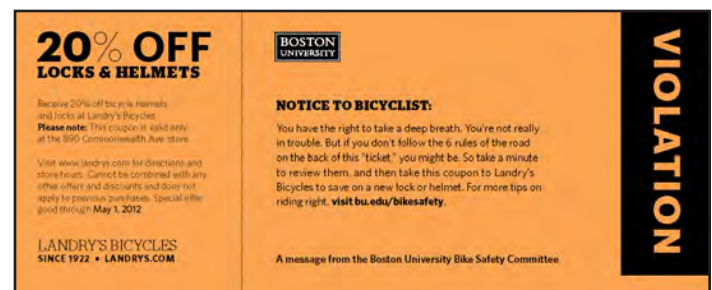 20% OFF
LOCKS & HELMETS
Receive 20% off bicycle helmets
and locks at Landry's Bicycles
Please note: This coupon is valid only
at the 890 Commonwealth Ave. store
Visit www.landrys.com for directions and
store hours. Cannot be combined with any
other offers and discounts and does not
apply to previous purchases. Special offer
good through May 1, 2012
LANDRY'S BICYCLES
SINCE 1922 • LANDRYS.COM
BOSTON
UNIVERSITY
NOTICE TO BICYCLIST:
You have the right to take a deep breath. You're not really
in trouble. But if you don't follow the 6 rules of the road
on the back of this "ticket," you might be. So take a minute
to review them, and then take this coupon to Landry's
Bicycles to save on a new lock or helmet. For more tips on
riding right, visit bu.edu/bikesafety.
A message from the Boston University Bike Safety Committee
VIOLATION